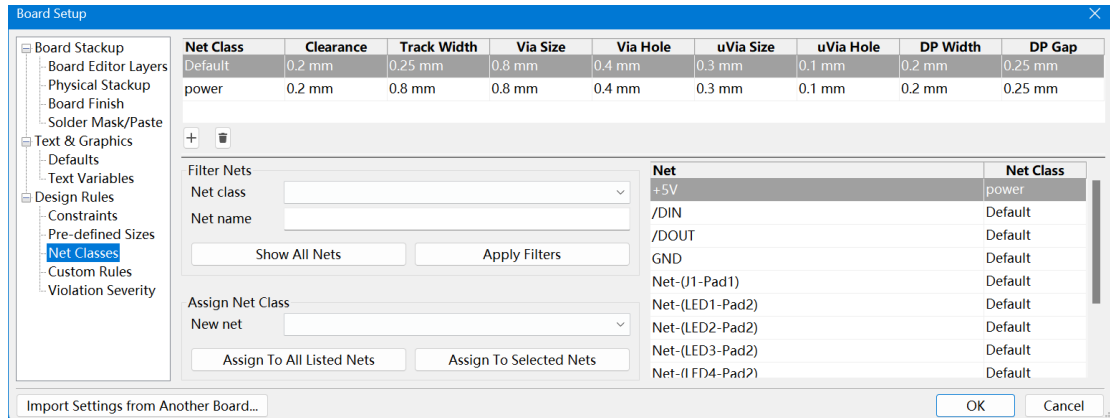 Board Setup
Board Stackup
Board Editor Layers
Physical Stackup
Board Finish
Solder Mask/Paste
Text & Graphics
Defaults
Text Variables
Design Rules
Constraints
Pre-defined Sizes
Net Classes
Custom Rules
Violation Severity
Net Class Clearance Track Width Via Size Via Hole uVia Size uVia Hole DP Width DP Gap
Default 0.2 mm 0.25 mm 0.8 mm 0.4 mm 0.3 mm 0.1 mm 0.2 mm 0.25 mm
power 0.2 mm 0.8 mm 0.8 mm 0.4 mm 0.3 mm 0.1 mm 0.2 mm 0.25 mm
Filter Nets
Net class
Net name
Show All Nets Apply Filters
Assign Net Class
New net
Assign To All Listed Nets Assign To Selected Nets
Net Net Class
+5V power
/DIN Default
/DOUT Default
GND Default
Net-(J1-Pad1) Default
Net-(LED1-Pad2) Default
Net-(LED2-Pad2) Default
Net-(LED3-Pad2) Default
Net-(LED4-Pad2) Default
Import Settings from Another Board... OK Cancel